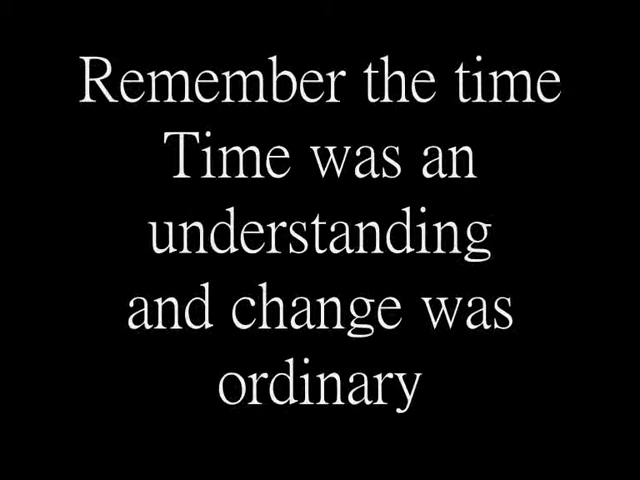 Remember the time
Time was an
understanding
and change was
ordinary